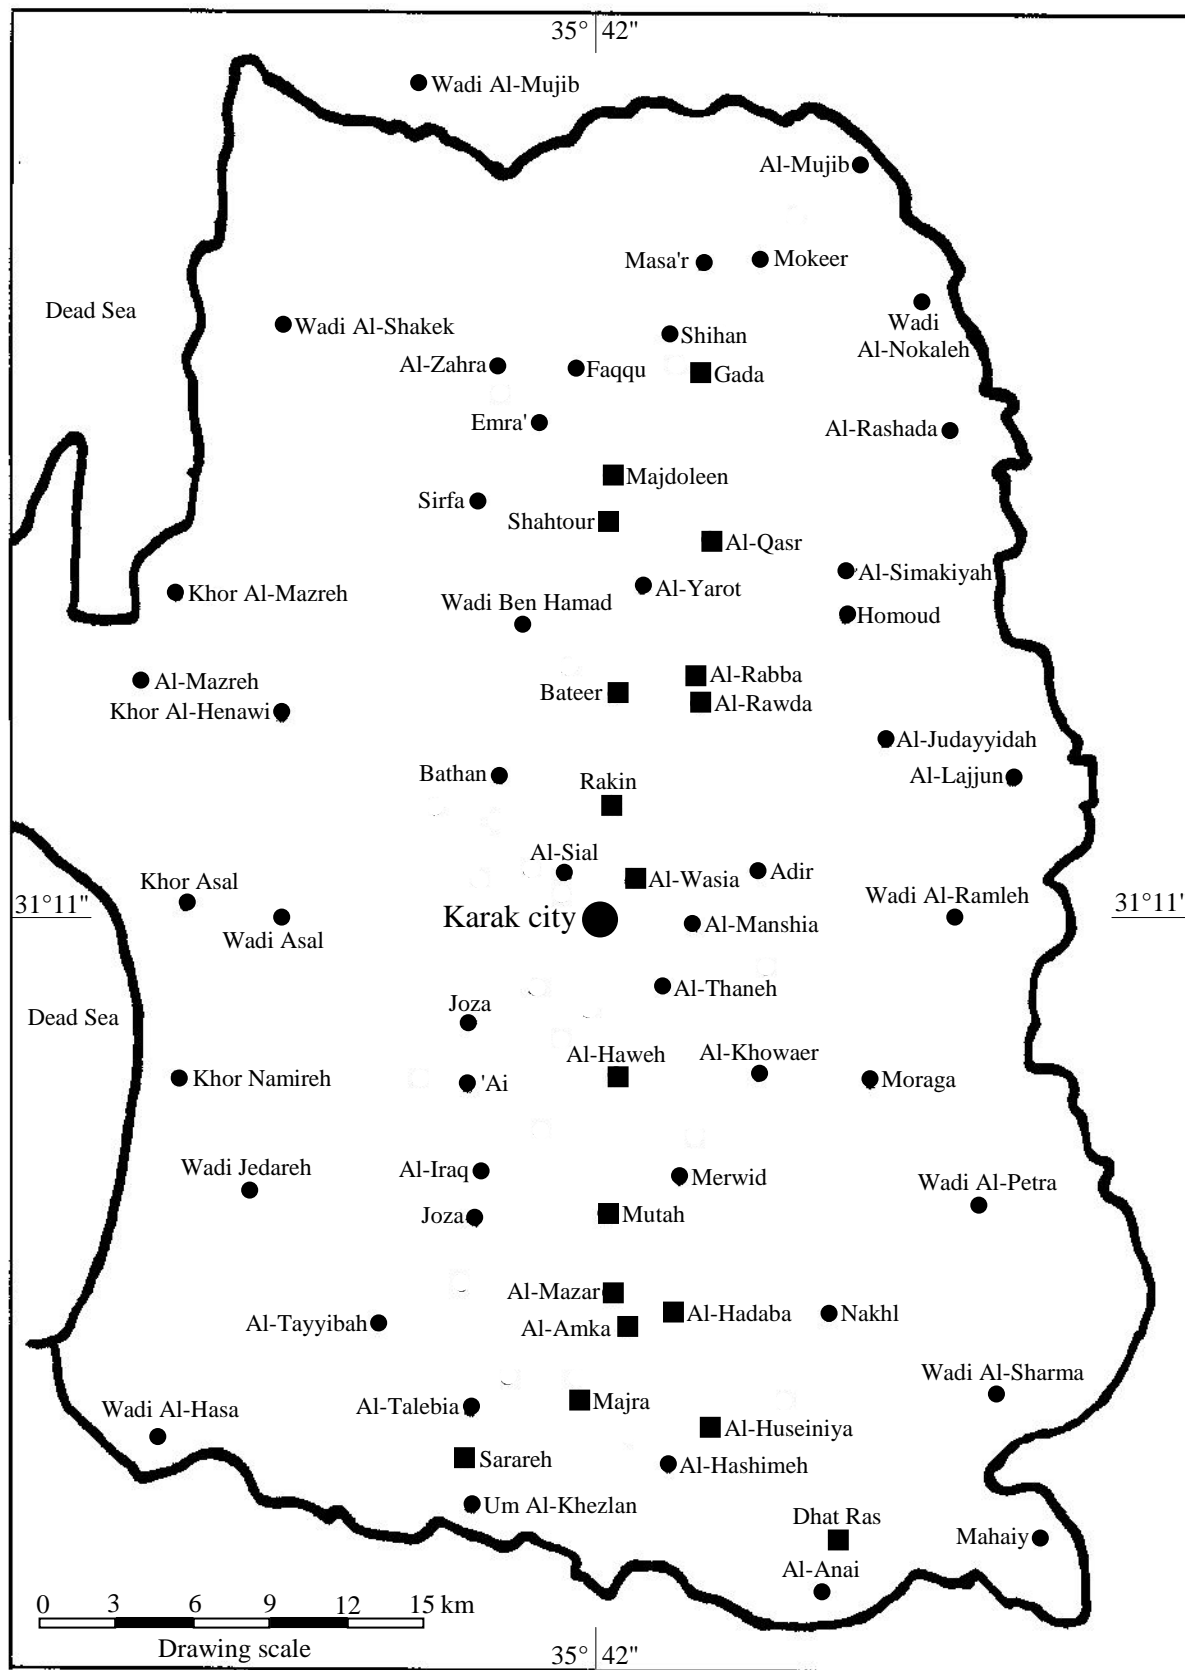 35° 42"
Wadi Al-Mujib
Al-Mujib
Masa'r
Mokeer
Dead Sea
Wadi Al-Shakek
Wadi
Al-Nokaleh
Shihan
Al-Zahra
Faqqu
Gada
Emra'
Al-Rashada
Majdoleen
Sirfa
Shahtour
Al-Qasr
Al-Simakiyah
Khor Al-Mazreh
Al-Yarot
Wadi Ben Hamad
Homoud
Al-Mazreh
Al-Rabba
Bateer
Al-Rawda
Khor Al-Henawi
Al-Judayyidah
Bathan
Al-Lajjun
Rakin
Al-Sial
Adir
Khor Asal
Al-Wasia
Wadi Al-Ramleh
31°11"
Karak city
31°11'
Al-Manshia
Wadi Asal
Al-Thaneh
Joza
Dead Sea
Al-Haweh
Al-Khowaer
Khor Namireh
'Ai
Moraga
Wadi Jedareh
Al-Iraq
Merwid
Wadi Al-Petra
Joza
Mutah
Al-Mazar
Al-Hadaba
Nakhl
Al-Tayyibah
Al-Amka
Wadi Al-Sharma
Wadi Al-Hasa
Al-Talebia
Majra
Al-Huseiniya
Sarareh
Al-Hashimeh
Um Al-Khezlan
Dhat Ras
Mahaiy
Al-Anai
0 3 6 9 12 15 km
Drawing scale
35° 42"